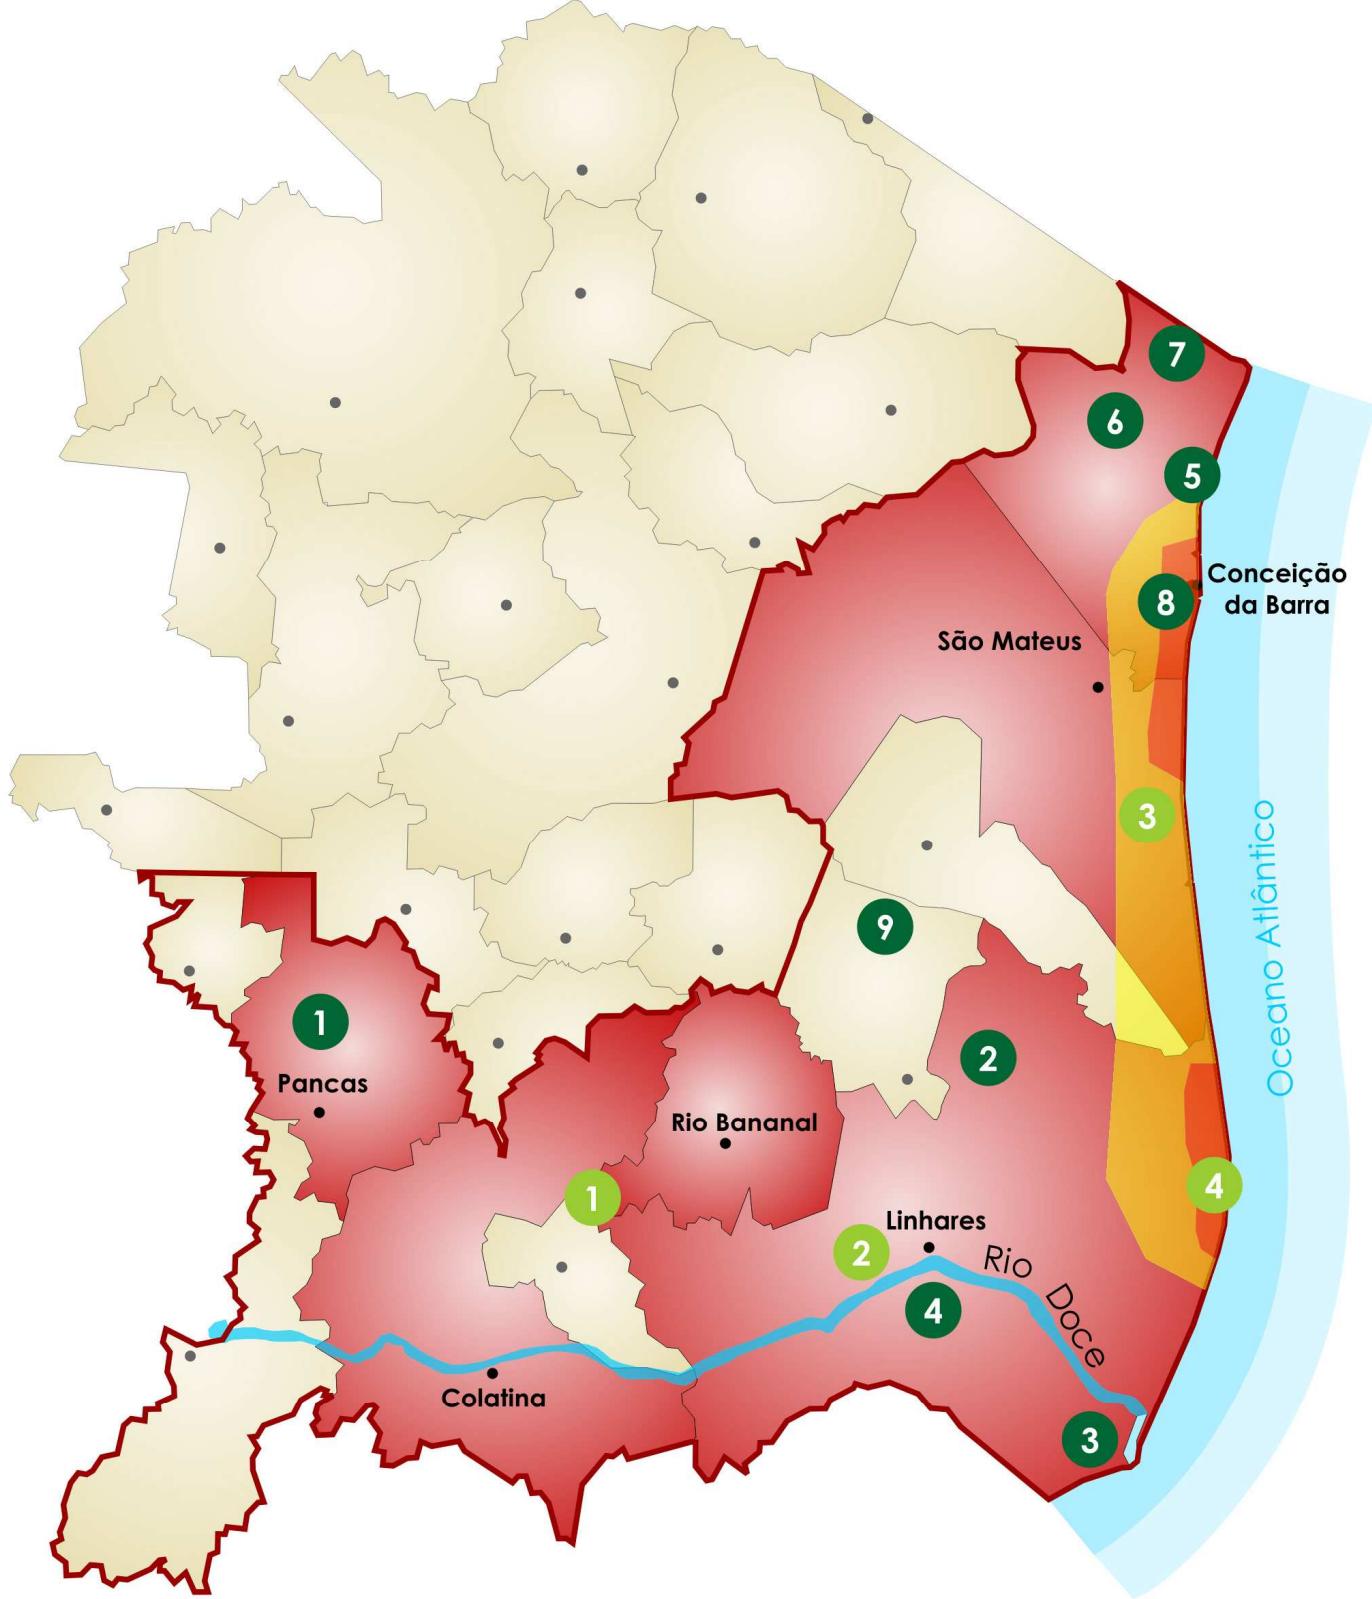 7
6
5
Conceição
da Barra
8
São Mateus
3
9
Oceano Atlântico
1
2
Pancas
Rio Bananal
1
4
Linhares
2
Rio Doce
4
Colatina
3